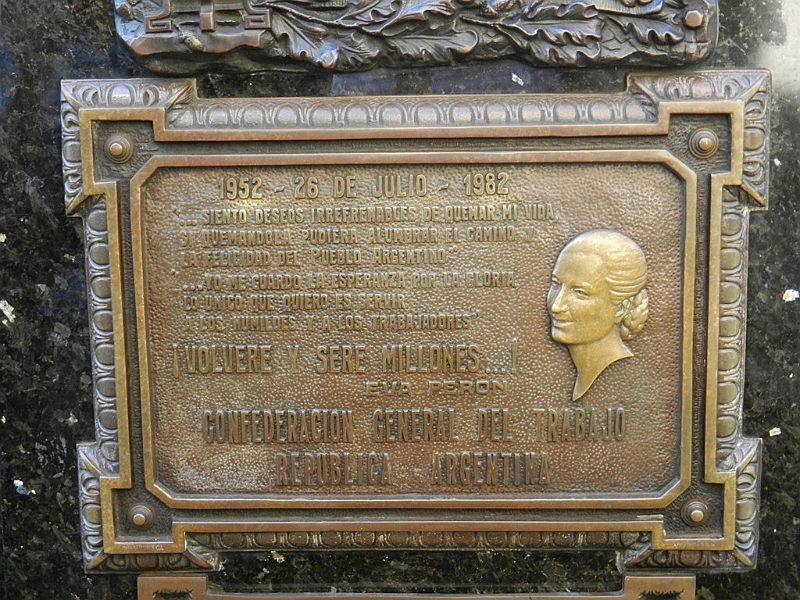 1952 - 26 DE JULIO - 1982
"... SIENTO DESEOS IRREFRENABLES DE QUEMAR MI VIDA
SI QUEMANDOLA PUDIERA ALUMBRAR EL CAMINO Y
LA FELICIDAD DEL PUEBLO ARGENTINO"
"... YO ME GUARDO LA ESPERANZA POR LA GLORIA
LO UNICO QUE QUIERO ES SERVIR
A LOS HUMILDES Y A LOS TRABAJADORES"
¡VOLVERE Y SERE MILLONES...!
EVA PERON
CONFEDERACION GENERAL DEL TRABAJO
REPUBLICA ARGENTINA